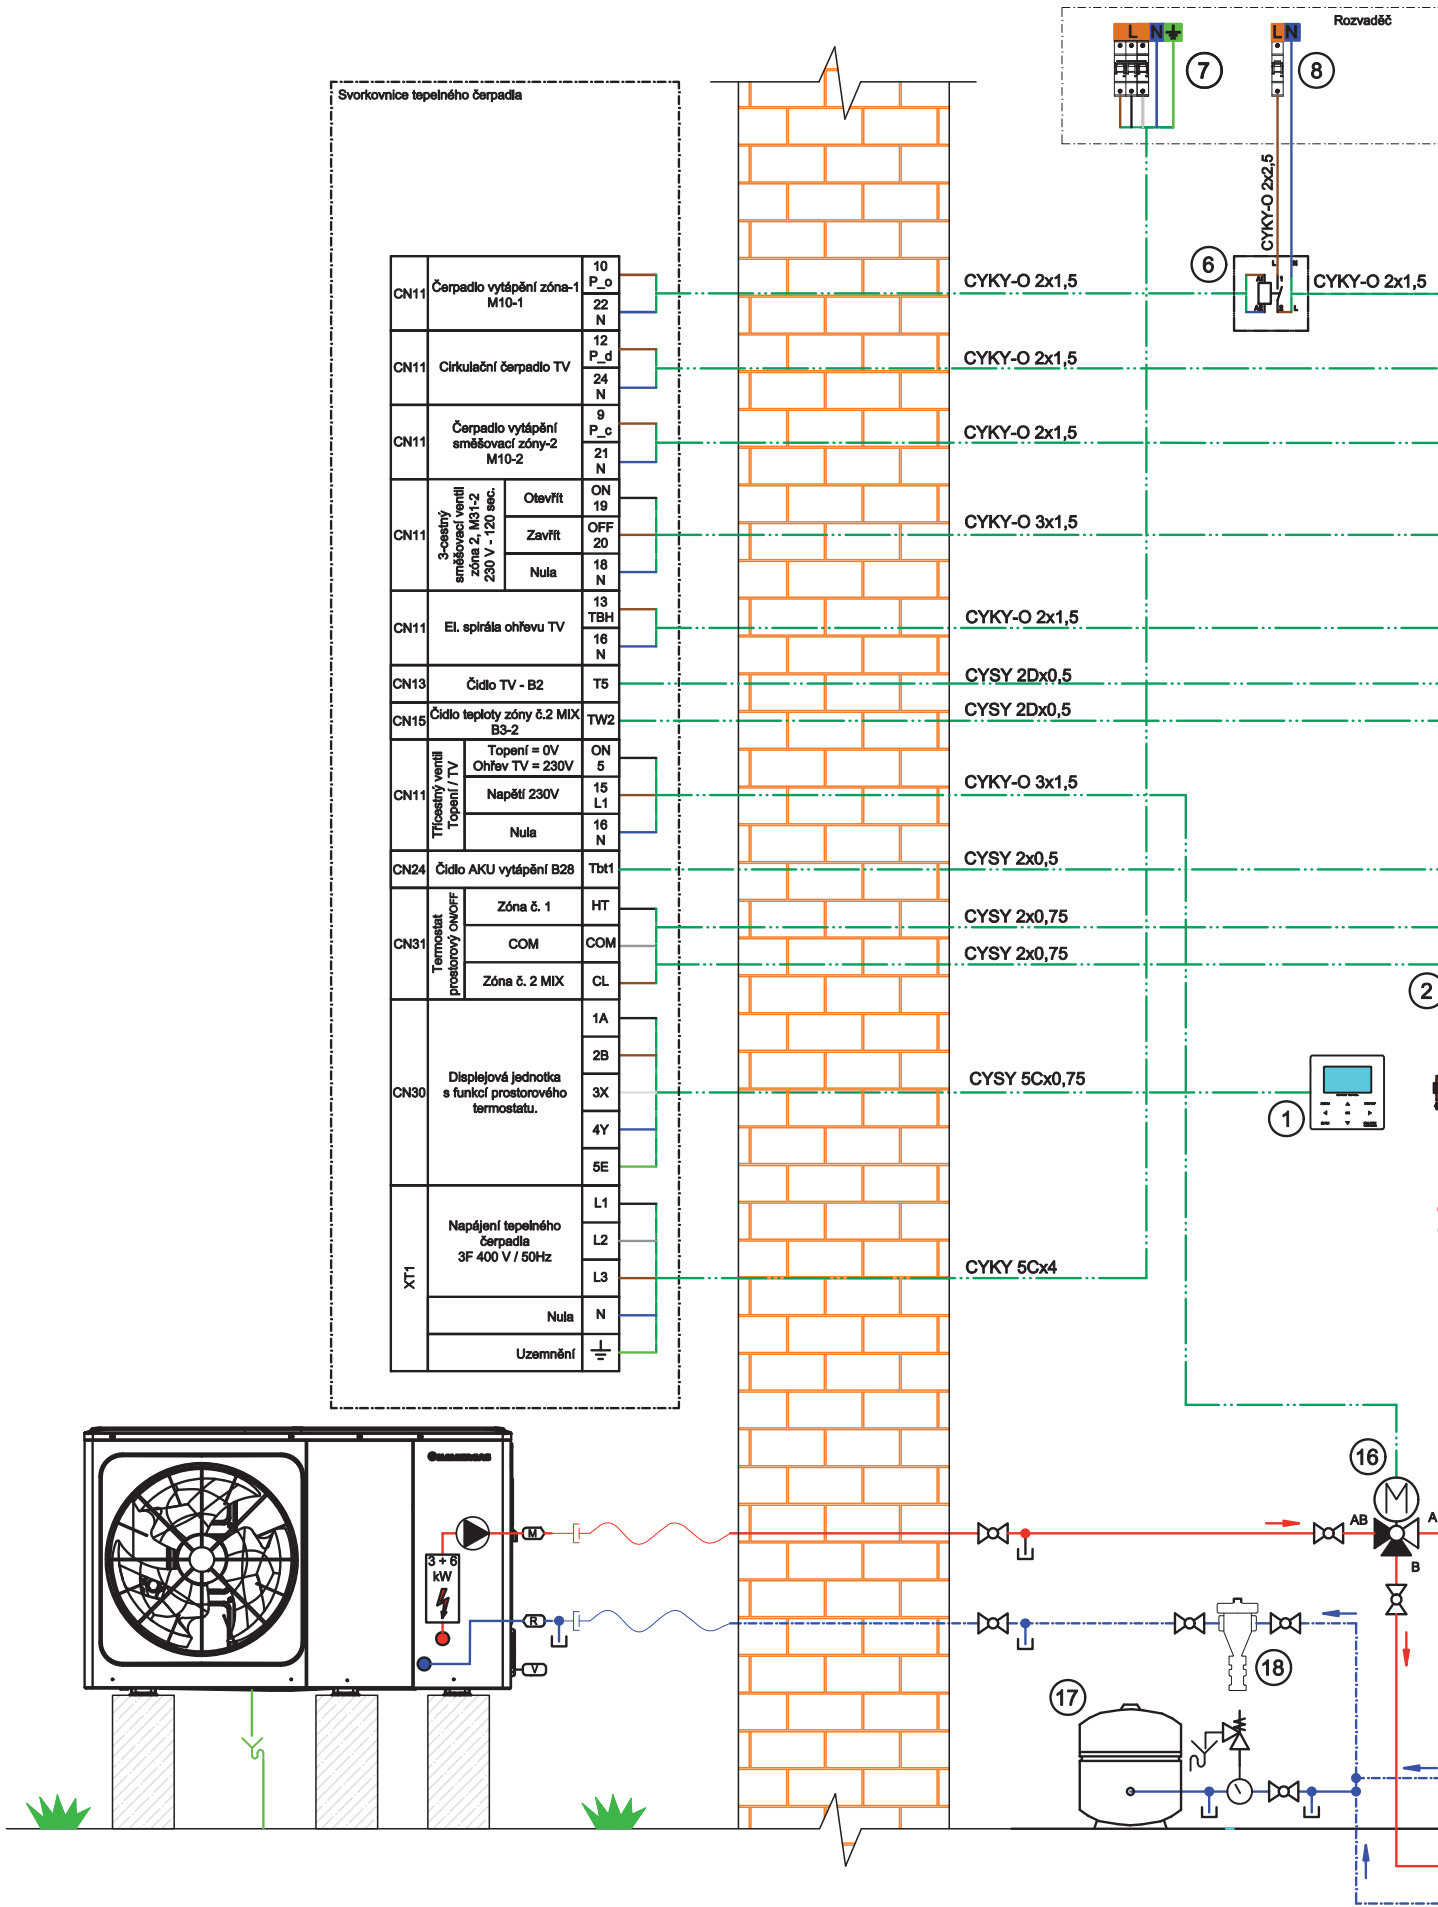 Rozvaděč
L N
7
L N
8
Svorkovnice tepelného čerpadla
CYKY-O 2x2,5
6
L N
A1 1
A2 2 L
CN11
Čerpadlo vytápění zóna-1
M10-1
10
P_o
22
N
CYKY-O 2x1,5
CYKY-O 2x1,5
CN11
Cirkulační čerpadlo TV
12
P_d
24
N
CYKY-O 2x1,5
CN11
Čerpadlo vytápění
směšovací zóny-2
M10-2
9
P_c
21
N
CYKY-O 2x1,5
CN11
3-cestný
směšovací ventil
zóna 2, M31-2
230 V - 120 sec.
Otevřít
ON
19
Zavřít
OFF
20
Nula
18
N
CYKY-O 3x1,5
CN11
El. spirála ohřevu TV
13
TBH
16
N
CYKY-O 2x1,5
CN13
Čidlo TV - B2
T5
CYSY 2Dx0,5
CN15
Čidlo teploty zóny č.2 MIX
B3-2
TW2
CYSY 2Dx0,5
CN11
Třícestný ventil
Topení / TV
Topení = 0V
Ohřev TV = 230V
ON
5
Napětí 230V
15
L1
Nula
16
N
CYKY-O 3x1,5
CN24
Čidlo AKU vytápění B28
Tbt1
CYSY 2x0,5
CN31
Termostat
prostorový ON/OFF
Zóna č. 1
HT
COM
COM
Zóna č. 2 MIX
CL
CYSY 2x0,75
CYSY 2x0,75
2
CN30
Displejová jednotka
s funkcí prostorového
termostatu.
1A
2B
3X
4Y
5E
CYSY 5Cx0,75
1
XT1
Napájení tepelného
čerpadla
3F 400 V / 50Hz
L1
L2
L3
Nula
N
Uzemnění
CYKY 5Cx4
16
M
AB
A
B
M
3 + 6
kW
R
V
18
17